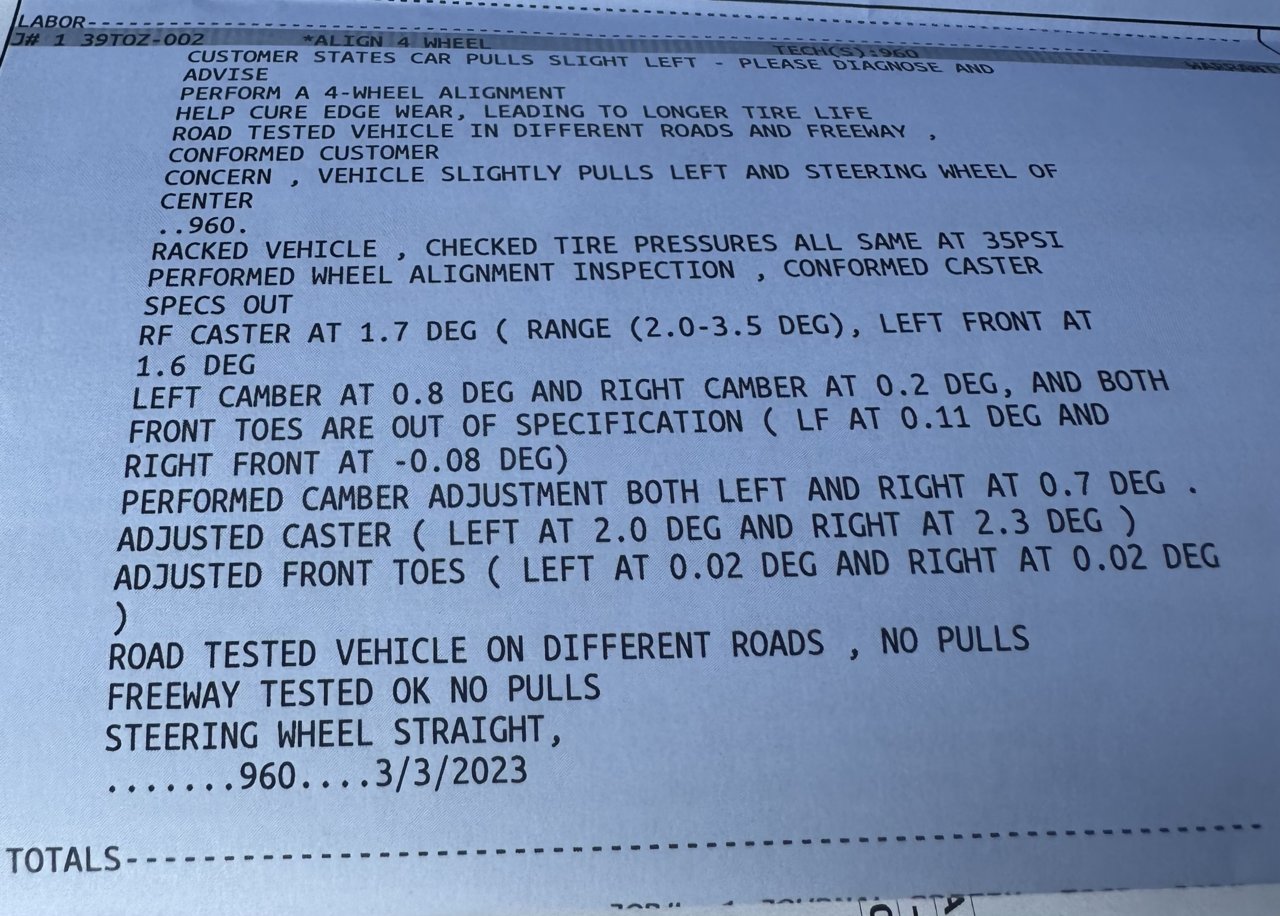 LABOR--------------------------------
J# 1 39TOZ-002 *ALIGN 4 WHEEL TECH(S):960
CUSTOMER STATES CAR PULLS SLIGHT LEFT - PLEASE DIAGNOSE AND
ADVISE
PERFORM A 4-WHEEL ALIGNMENT
HELP CURE EDGE WEAR, LEADING TO LONGER TIRE LIFE
ROAD TESTED VEHICLE IN DIFFERENT ROADS AND FREEWAY ,
CONFORMED CUSTOMER
CONCERN , VEHICLE SLIGHTLY PULLS LEFT AND STEERING WHEEL OF
CENTER
..960.
RACKED VEHICLE , CHECKED TIRE PRESSURES ALL SAME AT 35PSI
PERFORMED WHEEL ALIGNMENT INSPECTION , CONFORMED CASTER
SPECS OUT
RF CASTER AT 1.7 DEG ( RANGE (2.0-3.5 DEG), LEFT FRONT AT
1.6 DEG
LEFT CAMBER AT 0.8 DEG AND RIGHT CAMBER AT 0.2 DEG, AND BOTH
FRONT TOES ARE OUT OF SPECIFICATION ( LF AT 0.11 DEG AND
RIGHT FRONT AT -0.08 DEG)
PERFORMED CAMBER ADJUSTMENT BOTH LEFT AND RIGHT AT 0.7 DEG .
ADJUSTED CASTER ( LEFT AT 2.0 DEG AND RIGHT AT 2.3 DEG )
ADJUSTED FRONT TOES ( LEFT AT 0.02 DEG AND RIGHT AT 0.02 DEG
)
ROAD TESTED VEHICLE ON DIFFERENT ROADS , NO PULLS
FREEWAY TESTED OK NO PULLS
STEERING WHEEL STRAIGHT,
.......960....3/3/2023
TOTALS--------------------------------